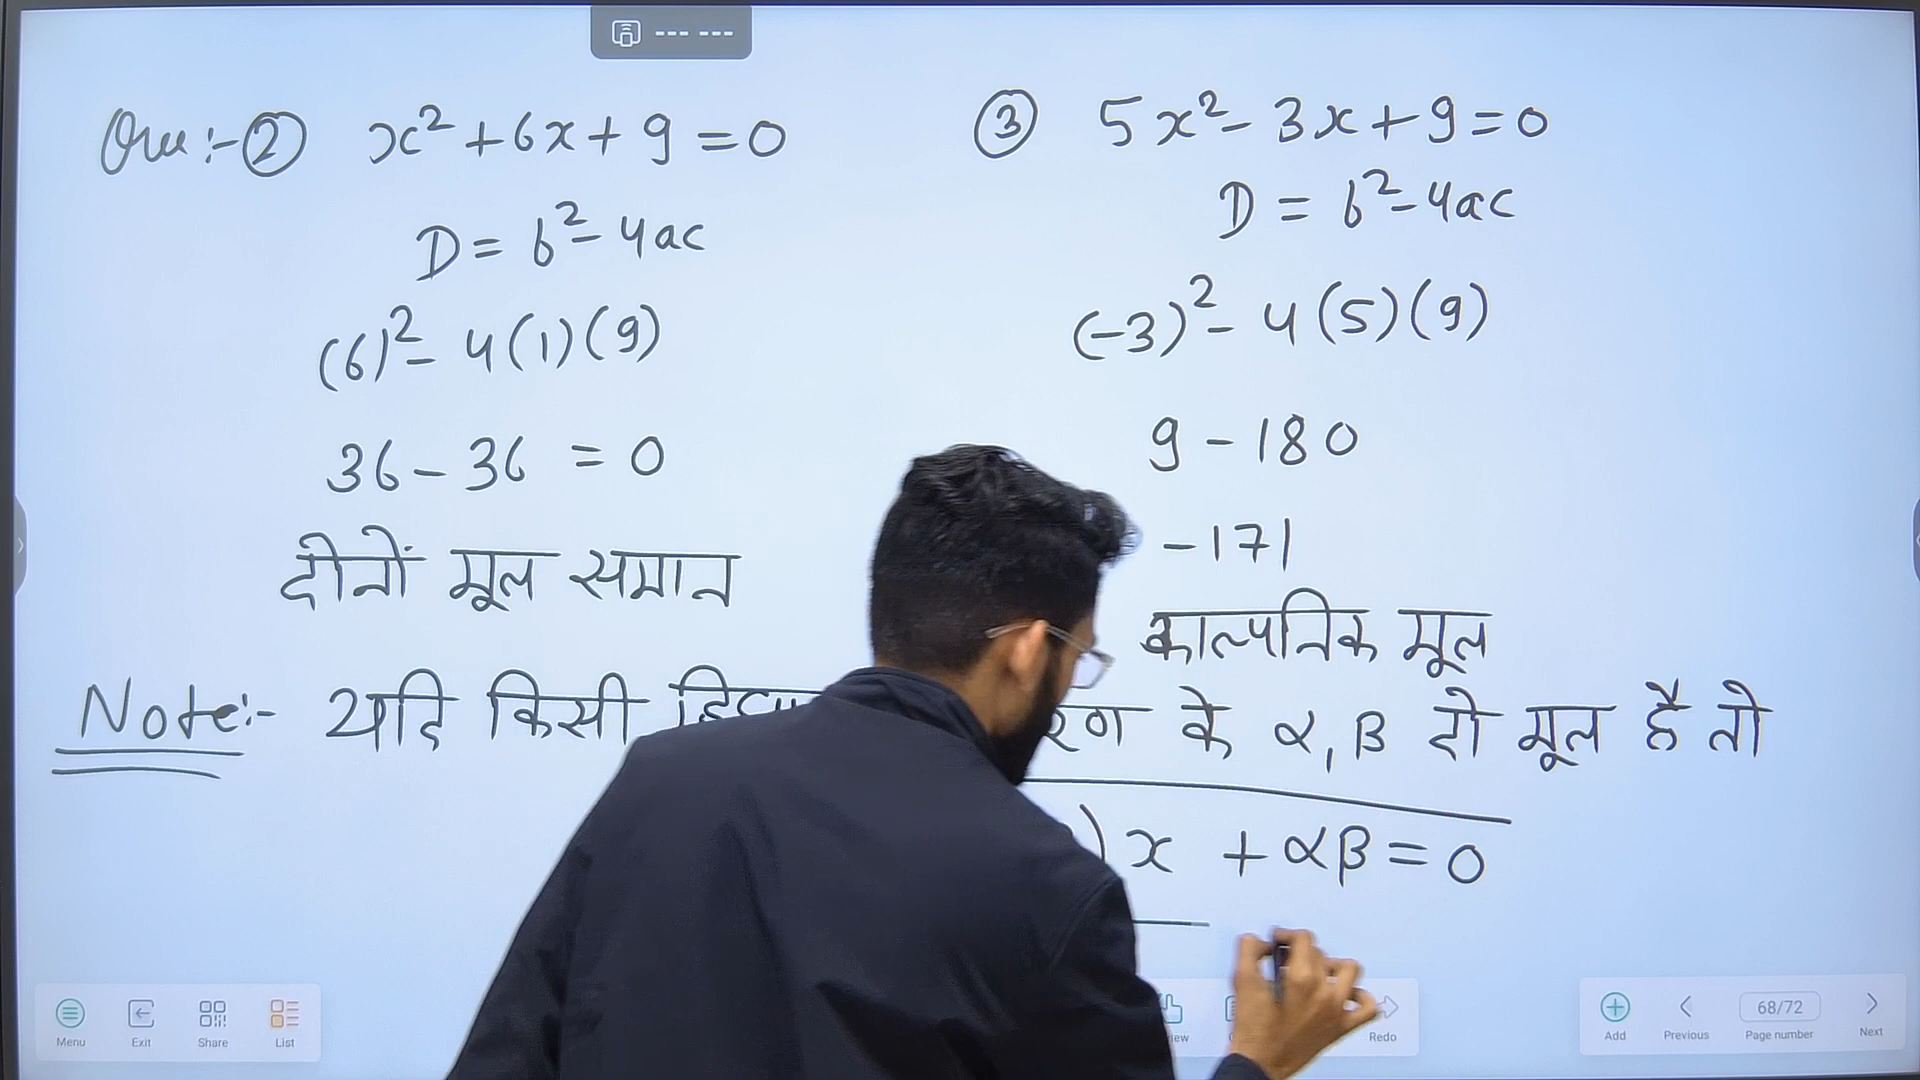 --- ---
Que:-② x²+6x+9=0
D = b²-4ac
(6)²-4(1)(9)
36-36 = 0
दोनों मूल समान
③ 5x²-3x+9=0
D = b²-4ac
(-3)²-4(5)(9)
9-180
-171
काल्पनिक मूल
Note:- यदि किसी के α,β दो मूल है तो
)x + αβ = 0
Menu Exit Share List Redo Add Previous 68/72 Page number Next